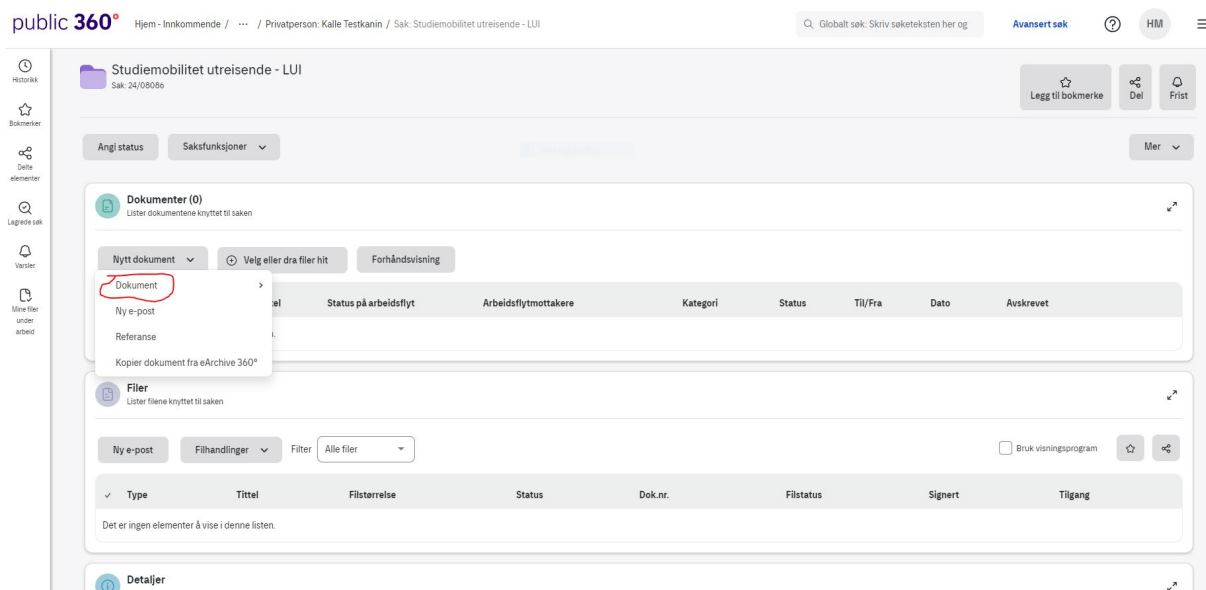 public 360°
Hjem - Innkommende / ··· / Privatperson: Kalle Testkanin / Sak: Studiemobilitet utreisende - LUI
Globalt søk: Skriv søketeksten her og
Avansert søk
HM
Historikk
Bokmerker
Delte
elementer
Lagrede søk
Varsler
Mine filer
under
arbeid
Studiemobilitet utreisende - LUI
Sak: 24/08086
Legg til bokmerke
Del
Frist
Angi status
Saksfunksjoner
Mer
Dokumenter (0)
Lister dokumentene knyttet til saken
Nytt dokument
Velg eller dra filer hit
Forhåndsvisning
Dokument
Ny e-post
Referanse
Kopier dokument fra eArchive 360°
tel Status på arbeidsflyt Arbeidsflytmottakere Kategori Status Til/Fra Dato Avskrevet
Filer
Lister filene knyttet til saken
Ny e-post
Filhandlinger
Filter
Alle filer
Bruk visningsprogram
Type Tittel Filstørrelse Status Dok.nr. Filstatus Signert Tilgang
Det er ingen elementer å vise i denne listen.
Detaljer